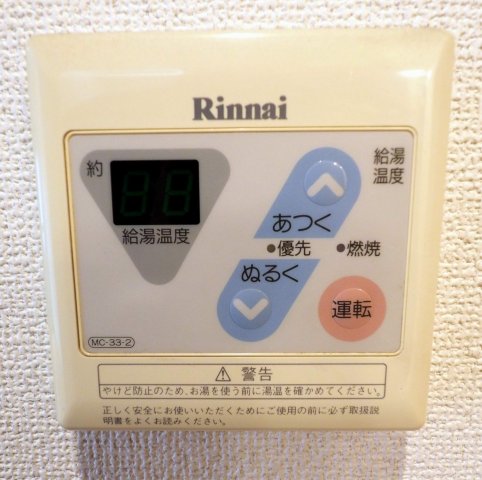 Rinnai
約
給湯温度
給湯
温度
あつく
優先 燃焼
ぬるく
運転
MC-33-2
警告
やけど防止のため、お湯を使う前に湯温を確かめてください。
正しく安全にお使いいただくためにご使用の前に必ず取扱説
明書をよくお読みください。